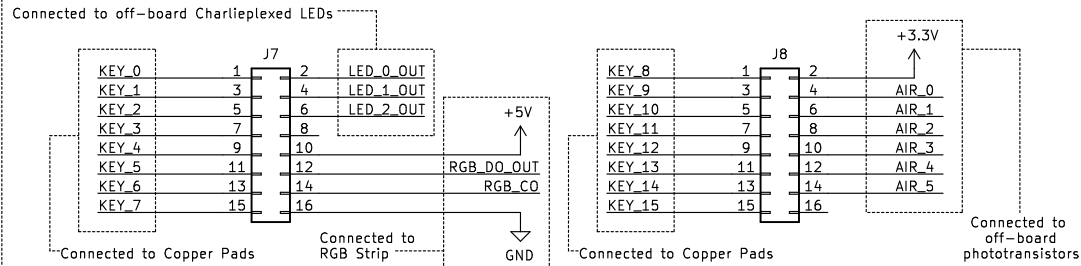 Connected to off-board Charlieplexed LEDs
J7
KEY_0 1 2 LED_0_OUT
KEY_1 3 4 LED_1_OUT
KEY_2 5 6 LED_2_OUT
KEY_3 7 8
KEY_4 9 10 +5V
KEY_5 11 12 RGB_DO_OUT
KEY_6 13 14 RGB_CO
KEY_7 15 16 GND
Connected to Copper Pads
Connected to
RGB Strip
J8
+3.3V
KEY_8 1 2
KEY_9 3 4 AIR_0
KEY_10 5 6 AIR_1
KEY_11 7 8 AIR_2
KEY_12 9 10 AIR_3
KEY_13 11 12 AIR_4
KEY_14 13 14 AIR_5
KEY_15 15 16
Connected to Copper Pads
Connected to
off-board
phototransistors